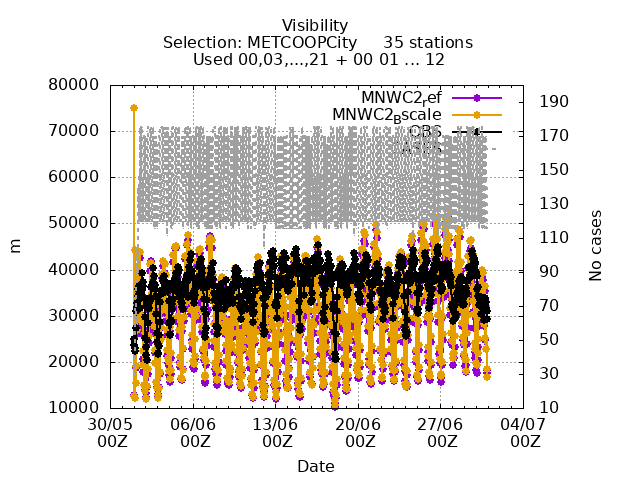 Visibility
Selection: METCOOPCity 35 stations
Used 00,03,...,21 + 00 01 ... 12
MNWC2ref
MNWC2Bscale
OBS
80000
70000
60000
50000
40000
30000
20000
10000
m
190
170
150
130
110
90
70
50
30
10
No cases
30/05 06/06 13/06 20/06 27/06 04/07
00Z 00Z 00Z 00Z 00Z 00Z
Date